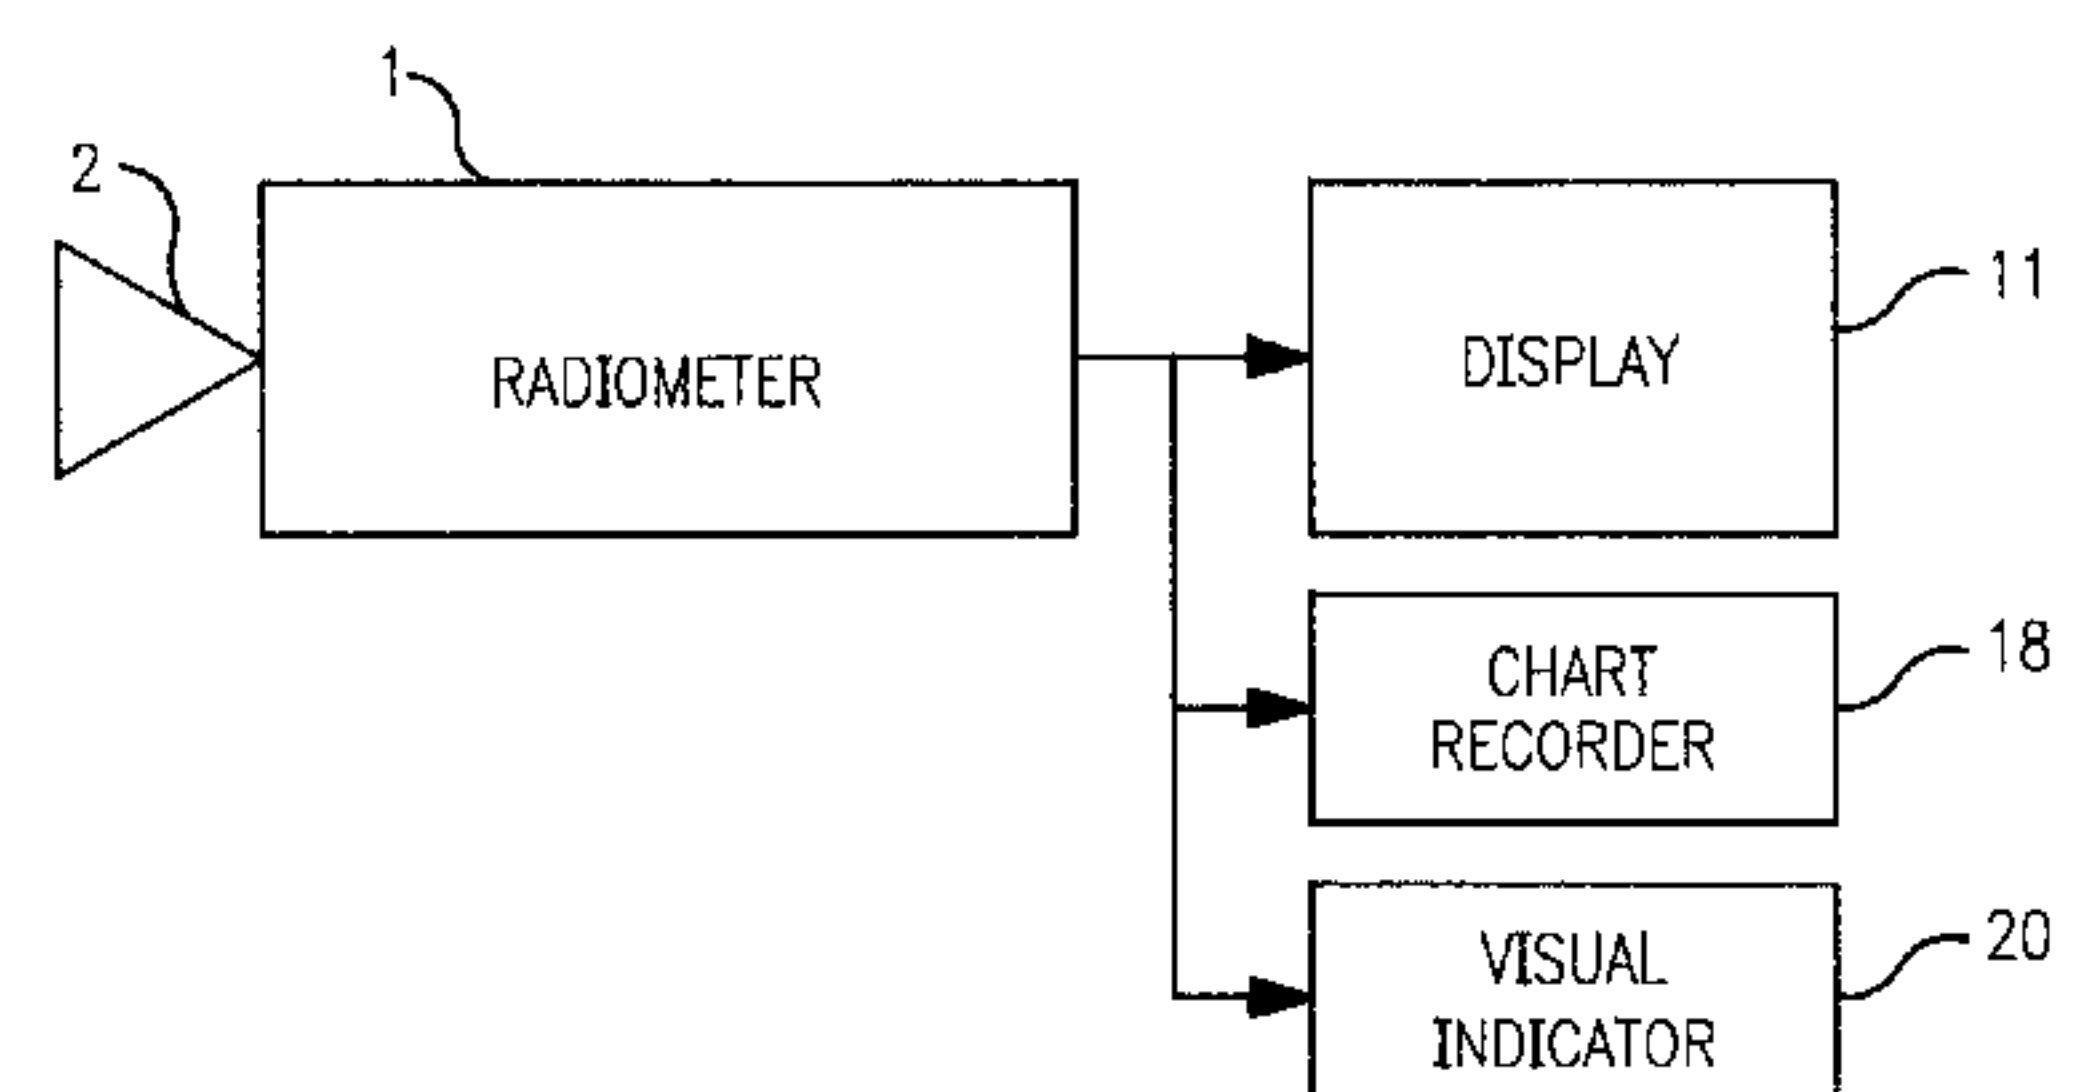 1
2
RADIOMETER
DISPLAY
11
CHART
RECORDER
18
VISUAL
INDICATOR
20